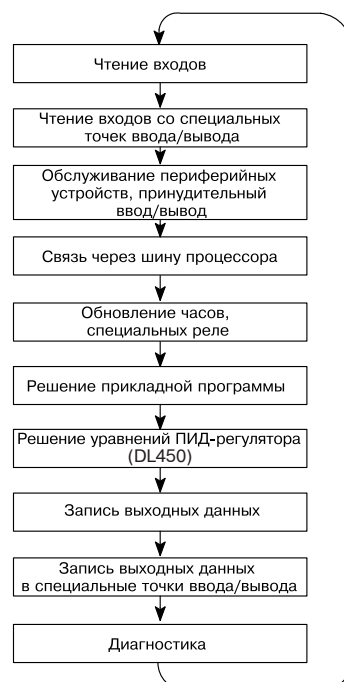 Чтение входов
Чтение входов со специальных
точек ввода/вывода
Обслуживание периферийных
устройств, принудительный
ввод/вывод
Связь через шину процессора
Обновление часов,
специальных реле
Решение прикладной программы
Решение уравнений ПИД-регулятора
(DL450)
Запись выходных данных
Запись выходных данных
в специальные точки ввода/вывода
Диагностика